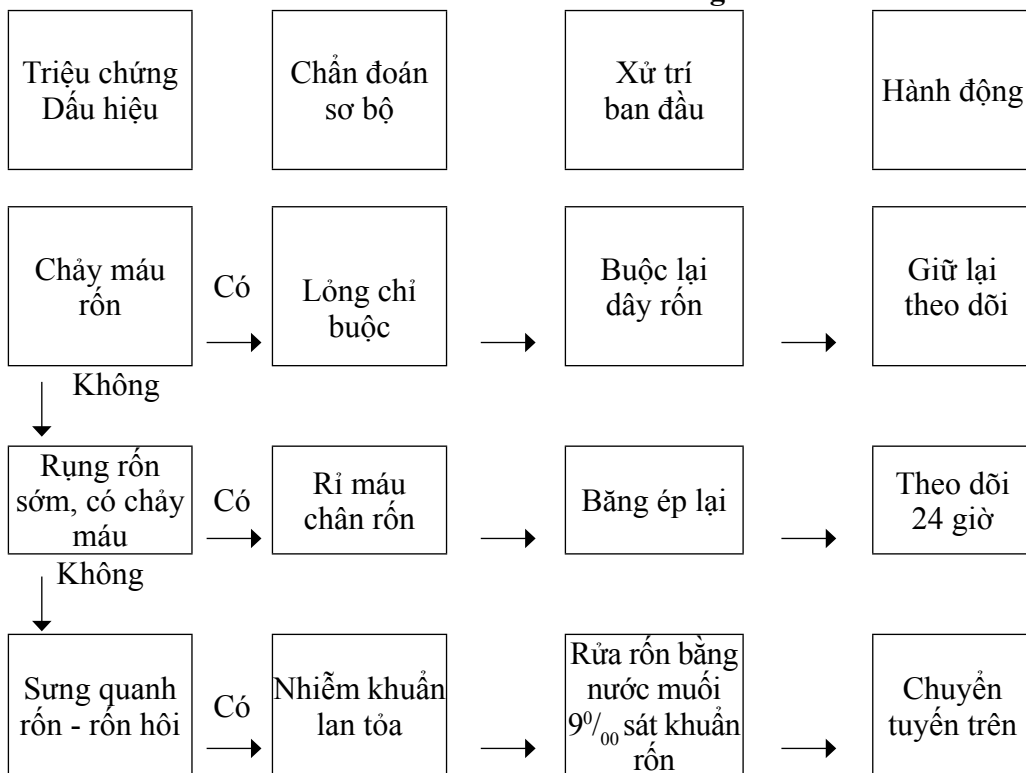 Triệu chứng
Dấu hiệu
Chẩn đoán
sơ bộ
Xử trí
ban đầu
Hành động
Chảy máu
rốn
Có
Lỏng chỉ
buộc
Buộc lại
dây rốn
Giữ lại
theo dõi
Không
Rụng rốn
sớm, có chảy
máu
Có
Rỉ máu
chân rốn
Băng ép lại
Theo dõi
24 giờ
Không
Sưng quanh
rốn - rốn hôi
Có
Nhiễm khuẩn
lan tỏa
Rửa rốn bằng
nước muối
9⁰/₀₀ sát khuẩn
rốn
Chuyển
tuyến trên